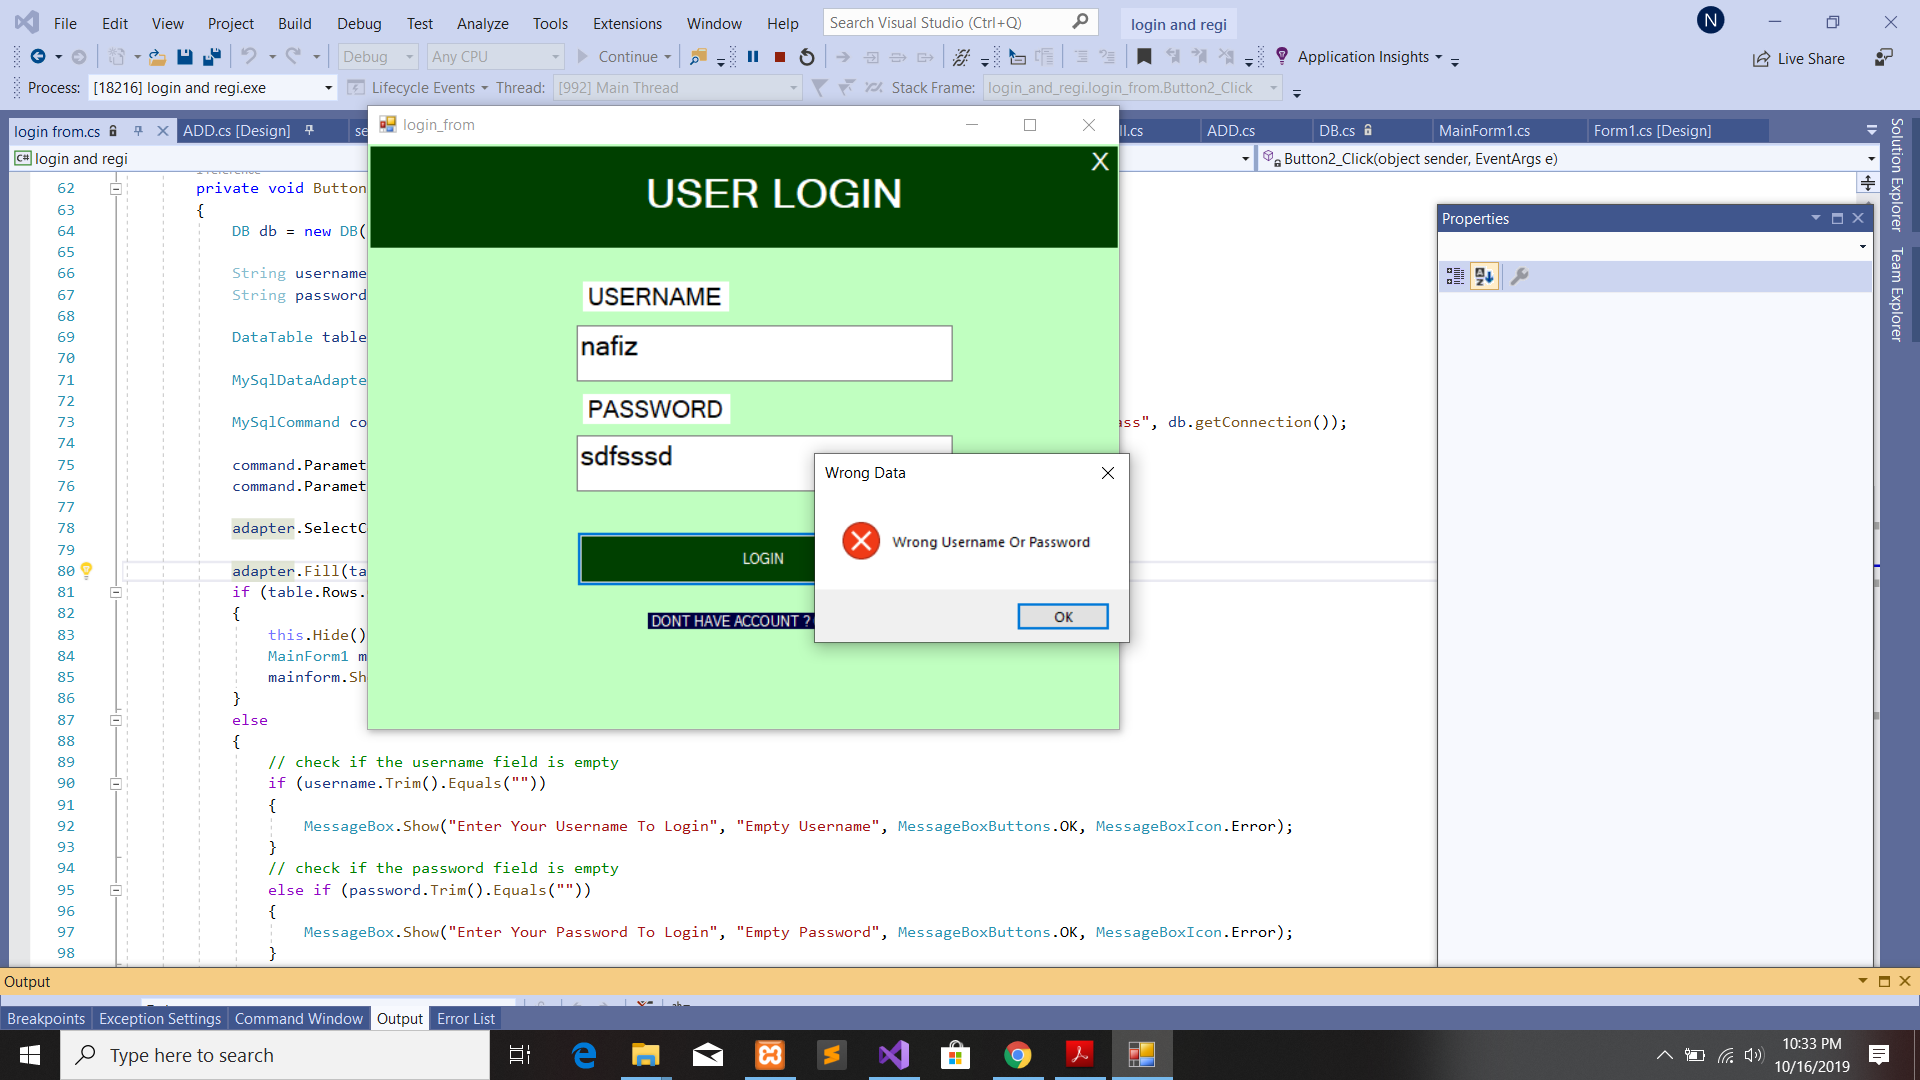 File Edit View Project Build Debug Test Analyze Tools Extensions Window Help Search Visual Studio (Ctrl+Q) login and regi N
Debug Any CPU Continue Application Insights Live Share
Process: [18216] login and regi.exe Lifecycle Events Thread: [992] Main Thread Stack Frame: login_and_regi.login_from.Button2_Click
login from.cs ADD.cs [Design] se ll.cs ADD.cs DB.cs MainForm1.cs Form1.cs [Design]
C# login and regi Button2_Click(object sender, EventArgs e)
62 private void Button
63 {
64 DB db = new DB(
65
66 String username
67 String password
68
69 DataTable table
70
71 MySqlDataAdapte
72
73 MySqlCommand co ass", db.getConnection());
74
75 command.Paramet
76 command.Paramet
77
78 adapter.SelectC
79
80 adapter.Fill(ta
81 if (table.Rows.
82 {
83 this.Hide()
84 MainForm1 m
85 mainform.Sh
86 }
87 else
88 {
89 // check if the username field is empty
90 if (username.Trim().Equals(""))
91 {
92 MessageBox.Show("Enter Your Username To Login", "Empty Username", MessageBoxButtons.OK, MessageBoxIcon.Error);
93 }
94 // check if the password field is empty
95 else if (password.Trim().Equals(""))
96 {
97 MessageBox.Show("Enter Your Password To Login", "Empty Password", MessageBoxButtons.OK, MessageBoxIcon.Error);
98 }
login_from
X
USER LOGIN
USERNAME
nafiz
PASSWORD
sdfsssd
LOGIN
DONT HAVE ACCOUNT ?
Wrong Data
Wrong Username Or Password
OK
Properties
Solution Explorer
Team Explorer
Output
Breakpoints Exception Settings Command Window Output Error List
Type here to search
10:33 PM
10/16/2019